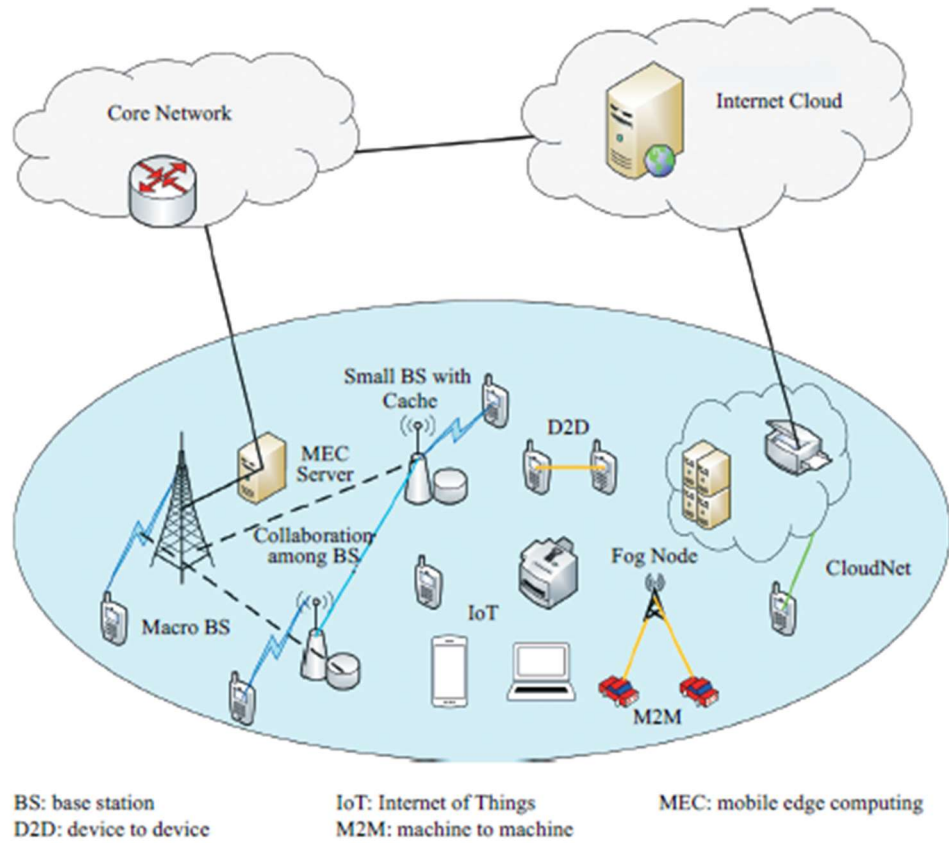 Core Network
Internet Cloud
Small BS with
Cache
D2D
MEC
Server
Collaboration
among BS
Fog Node
CloudNet
IoT
Macro BS
M2M
BS: base station
IoT: Internet of Things
MEC: mobile edge computing
D2D: device to device
M2M: machine to machine